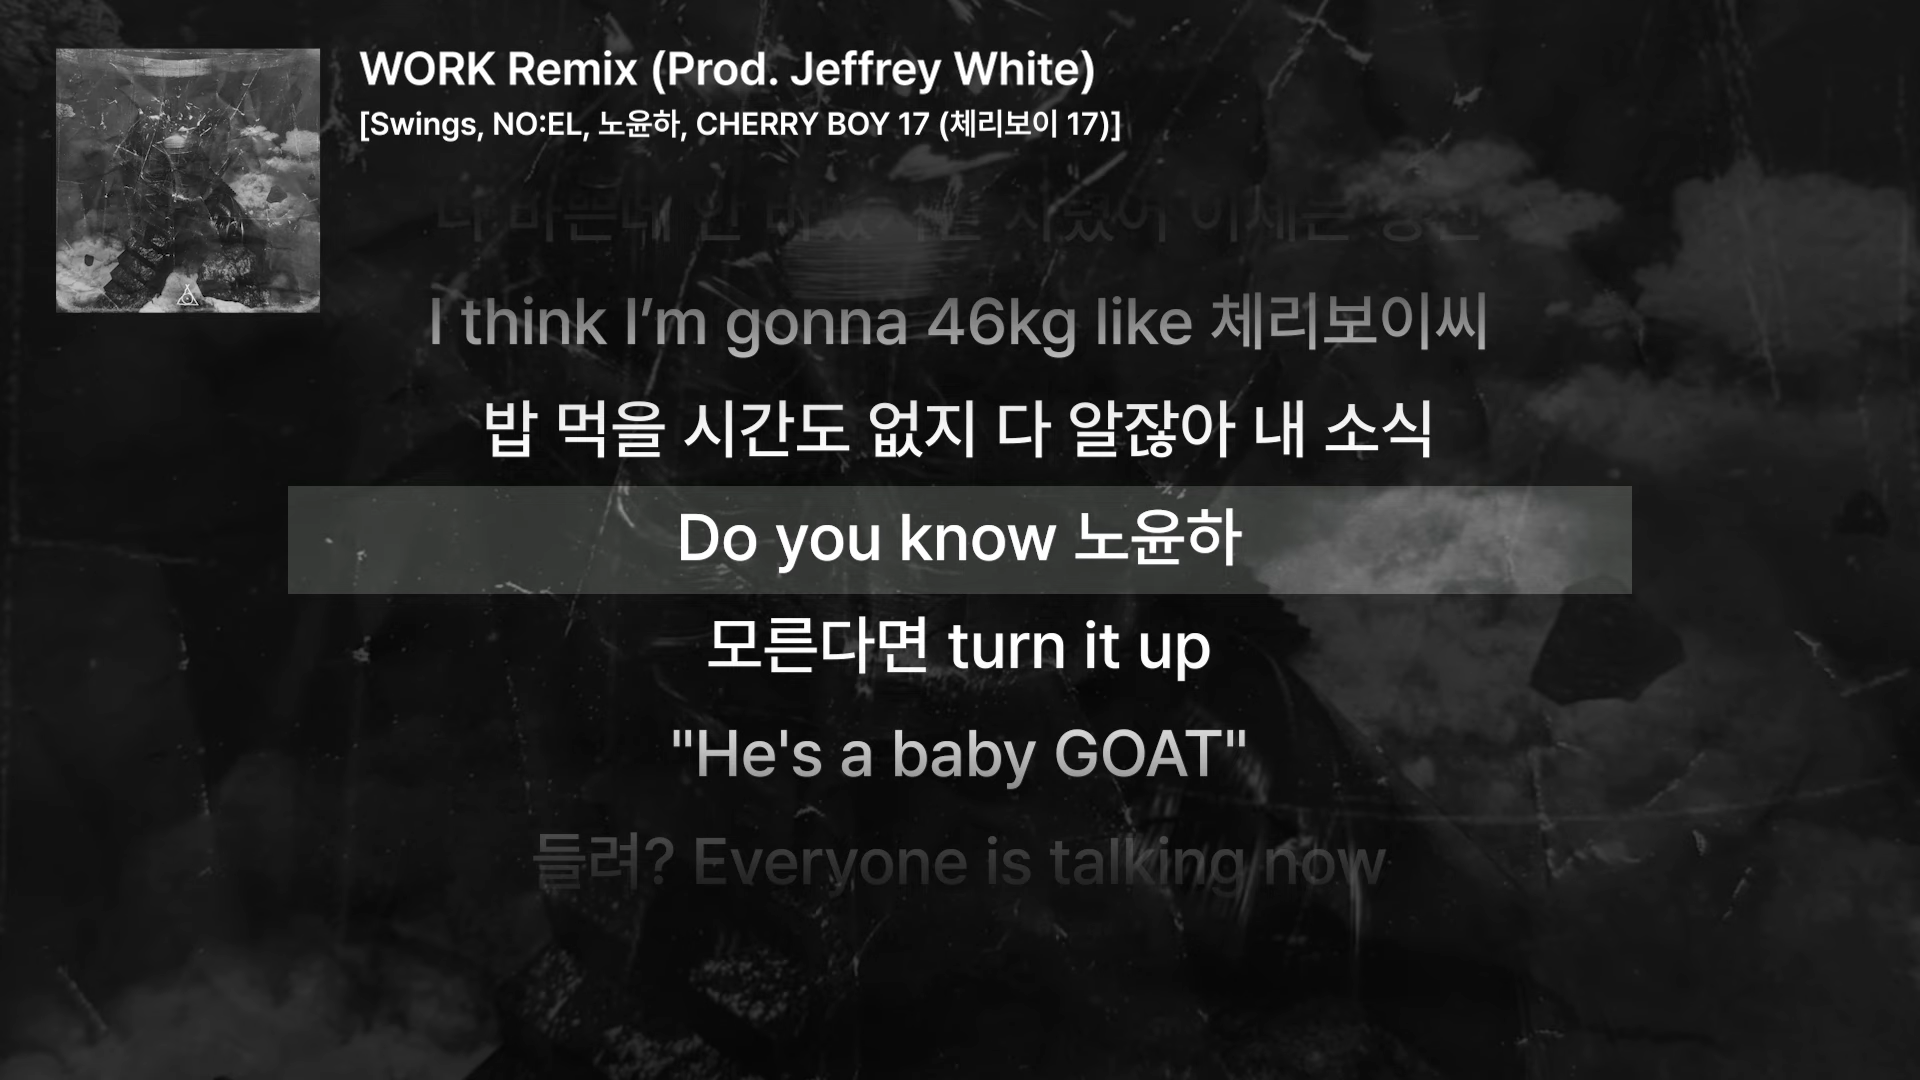 WORK Remix (Prod. Jeffrey White)
[Swings, NO:EL, 노윤하, CHERRY BOY 17 (체리보이 17)]
I think I’m gonna 46kg like 체리보이씨
밥 먹을 시간도 없지 다 알잖아 내 소식
Do you know 노윤하
모른다면 turn it up
"He's a baby GOAT"
들려? Everyone is talking now